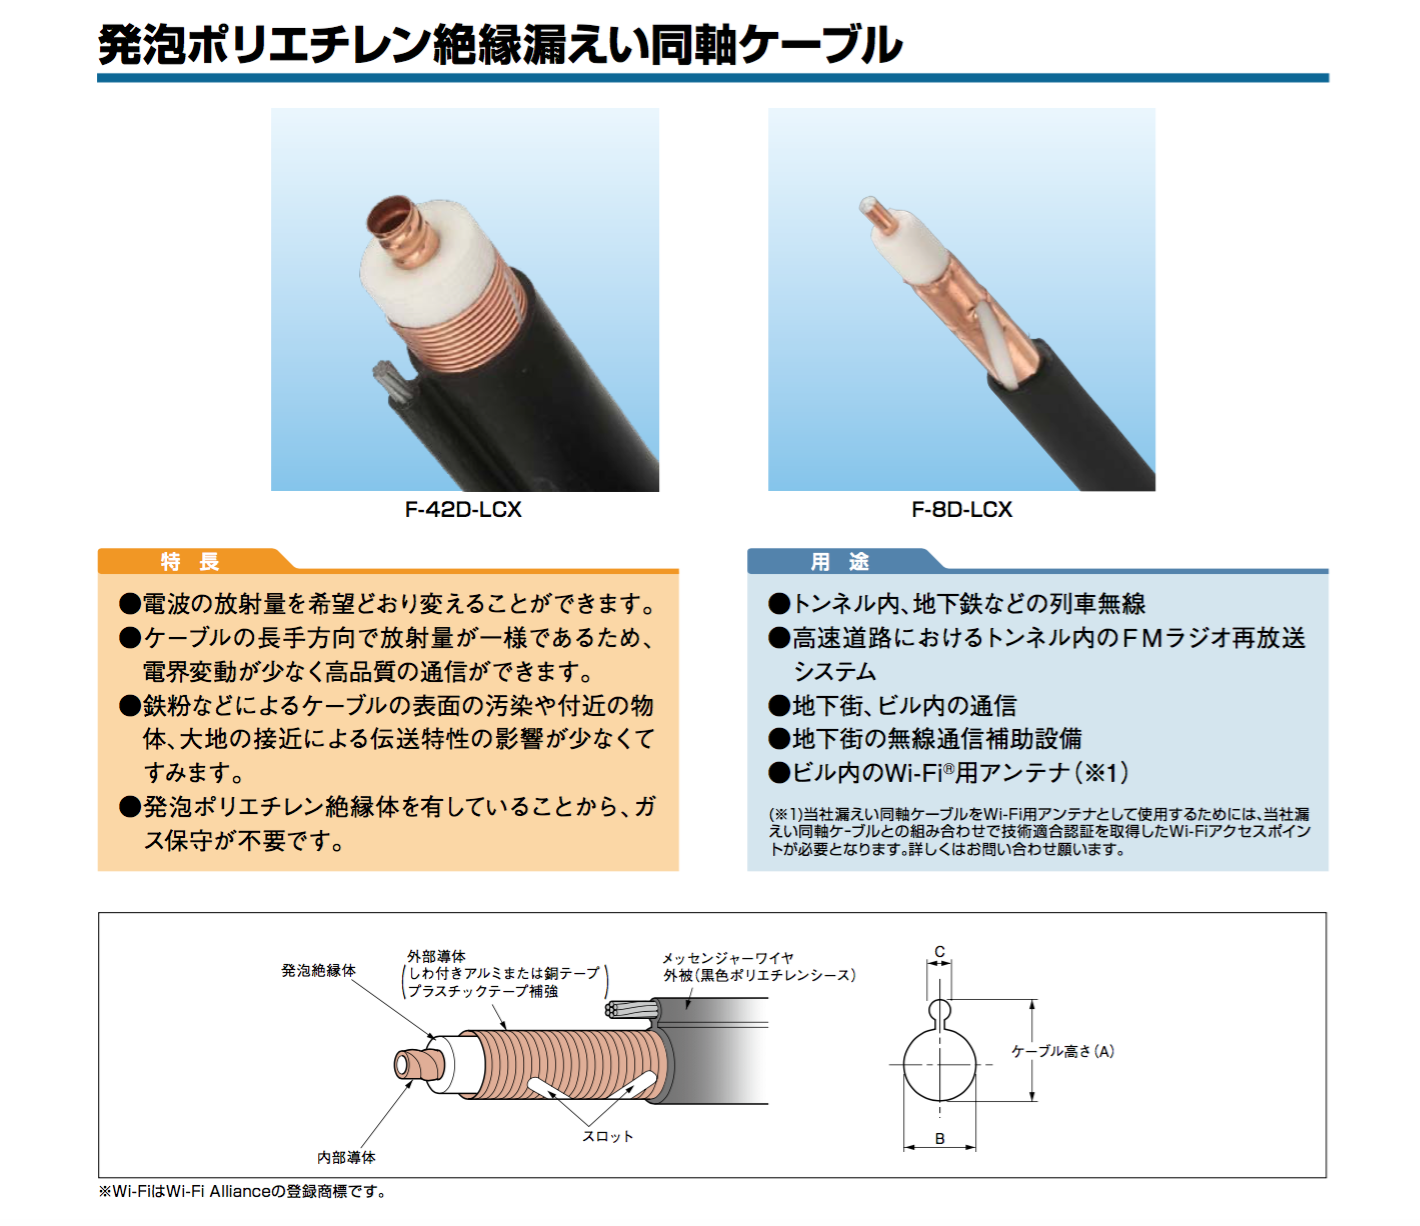 発泡ポリエチレン絶縁漏えい同軸ケーブル
F-42D-LCX
F-8D-LCX
特 長
●電波の放射量を希望どおり変えることができます。
●ケーブルの長手方向で放射量が一様であるため、
電界変動が少なく高品質の通信ができます。
●鉄粉などによるケーブルの表面の汚染や付近の物
体、大地の接近による伝送特性の影響が少なくて
すみます。
●発泡ポリエチレン絶縁体を有していることから、ガ
ス保守が不要です。
用 途
●トンネル内、地下鉄などの列車無線
●高速道路におけるトンネル内のFMラジオ再放送
システム
●地下街、ビル内の通信
●地下街の無線通信補助設備
●ビル内のWi-Fi®用アンテナ(※1)
(※1)当社漏えい同軸ケーブルをWi-Fi用アンテナとして使用するためには、当社漏
えい同軸ケーブルとの組み合わせで技術適合認証を取得したWi-Fiアクセスポイン
トが必要となります。詳しくはお問い合わせ願います。
発泡絶縁体
外部導体
(しわ付きアルミまたは銅テープ
プラスチックテープ補強)
メッセンジャーワイヤ
外被(黒色ポリエチレンシース)
スロット
内部導体
C
ケーブル高さ(A)
B
※Wi-FiはWi-Fi Allianceの登録商標です。